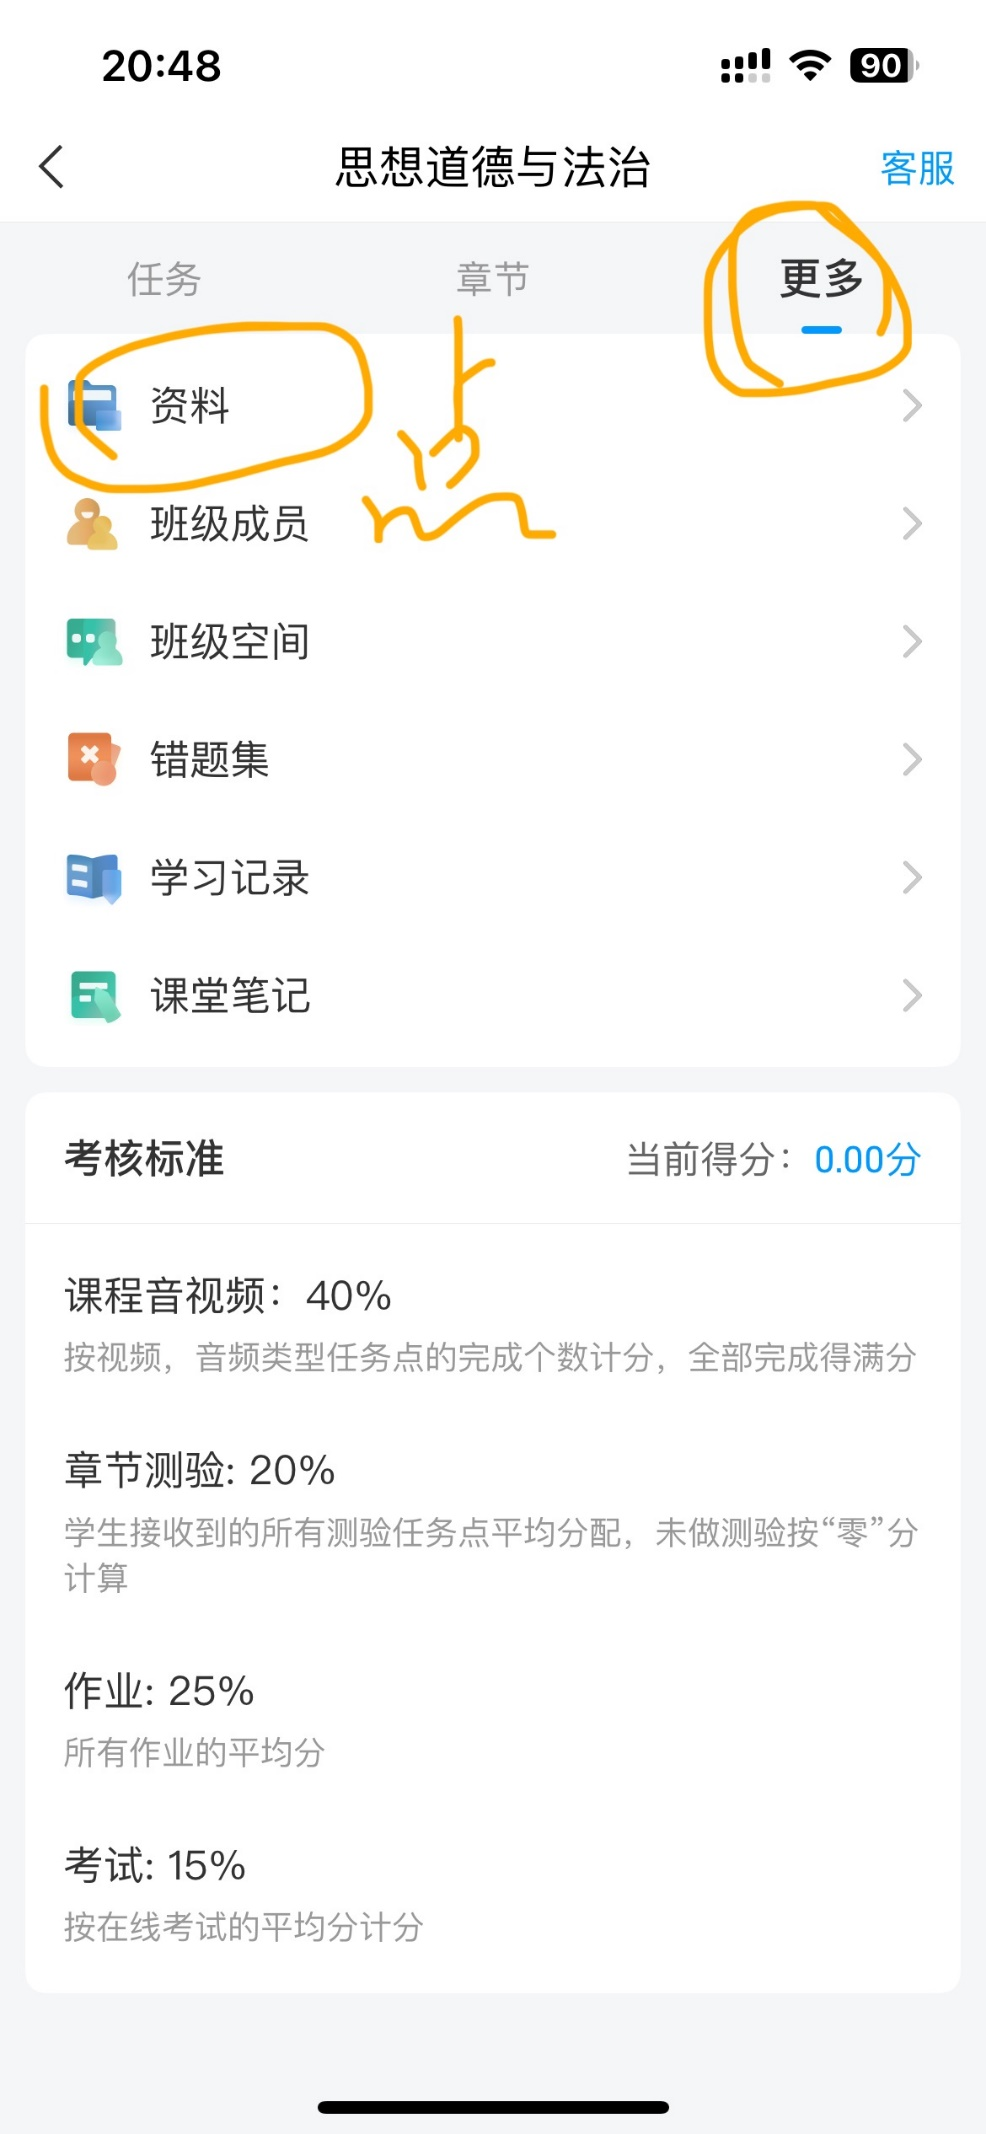 20:48
90
思想道德与法治
客服
任务
章节
更多
资料
点
班级成员
班级空间
错题集
学习记录
课堂笔记
考核标准
当前得分：0.00分
课程音视频：40%
按视频，音频类型任务点的完成个数计分，全部完成得满分
章节测验: 20%
学生接收到的所有测验任务点平均分配，未做测验按“零”分
计算
作业: 25%
所有作业的平均分
考试: 15%
按在线考试的平均分计分